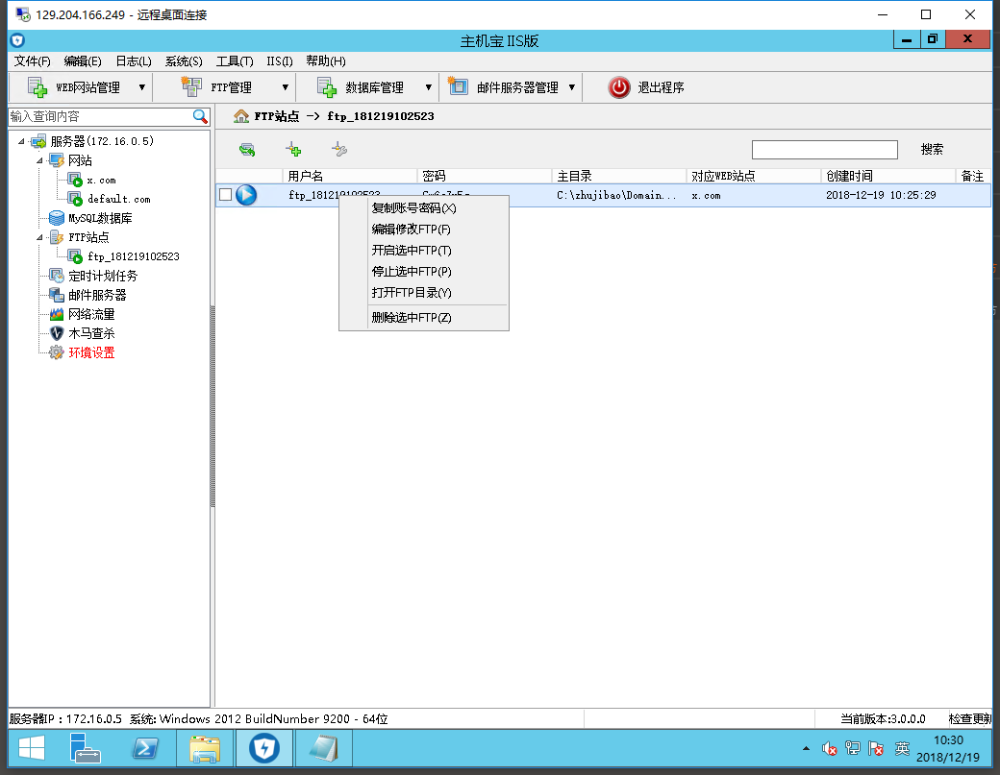 129.204.166.249 - 远程桌面连接
主机宝 IIS版
文件(F) 编辑(E) 日志(L) 系统(S) 工具(T) IIS(I) 帮助(H)
WEB网站管理 FTP管理 数据库管理 邮件服务器管理 退出程序
输入查询内容
FTP站点 -> ftp_181219102523
服务器(172.16.0.5)
网站
x.com
default.com
MySQL数据库
FTP站点
ftp_181219102523
定时计划任务
邮件服务器
网络流量
木马查杀
环境设置
搜索
用户名 密码 主目录 对应WEB站点 创建时间 备注
ftp_181219102523 C:\zhujibao\Domain... x.com 2018-12-19 10:25:29
复制账号密码(X)
编辑修改FTP(F)
开启选中FTP(T)
停止选中FTP(P)
打开FTP目录(Y)
删除选中FTP(Z)
服务器IP：172.16.0.5 系统: Windows 2012 BuildNumber 9200 - 64位 当前版本:3.0.0.0 检查更新
英
10:30
2018/12/19